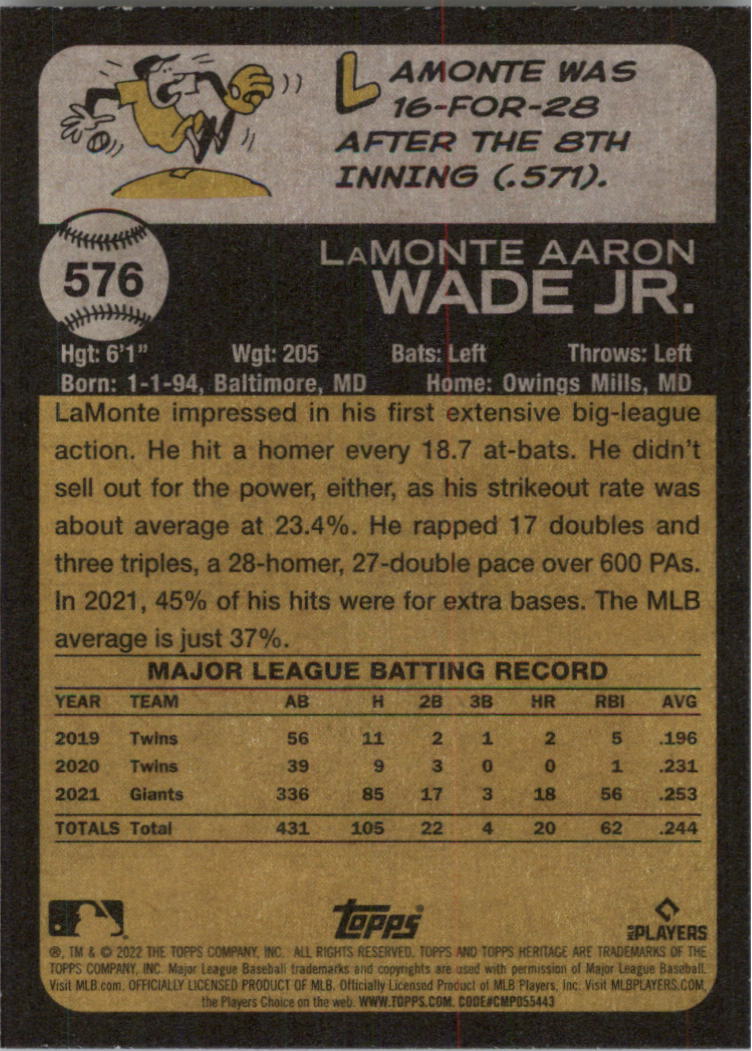 LAMONTE WAS
16-FOR-28
AFTER THE 8TH
INNING (.571).
576
LaMONTE AARON
WADE JR.
Hgt: 6'1" Wgt: 205 Bats: Left Throws: Left
Born: 1-1-94, Baltimore, MD Home: Owings Mills, MD
LaMonte impressed in his first extensive big-league
action. He hit a homer every 18.7 at-bats. He didn't
sell out for the power, either, as his strikeout rate was
about average at 23.4%. He rapped 17 doubles and
three triples, a 28-homer, 27-double pace over 600 PAs.
In 2021, 45% of his hits were for extra bases. The MLB
average is just 37%.
MAJOR LEAGUE BATTING RECORD
YEAR TEAM AB H 2B 3B HR RBI AVG
2019 Twins 56 11 2 1 2 5 .196
2020 Twins 39 9 3 0 0 1 .231
2021 Giants 336 85 17 3 18 56 .253
TOTALS Total 431 105 22 4 20 62 .244
Topps
MLB PLAYERS
®, TM & © 2022 THE TOPPS COMPANY, INC. ALL RIGHTS RESERVED. TOPPS AND TOPPS HERITAGE ARE TRADEMARKS OF THE
TOPPS COMPANY, INC. Major League Baseball trademarks and copyrights are used with permission of Major League Baseball.
Visit MLB.com. OFFICIALLY LICENSED PRODUCT OF MLB. Officially Licensed Product of MLB Players, Inc. Visit MLBPLAYERS.COM,
the Players Choice on the web. WWW.TOPPS.COM. CODE#CMP055443